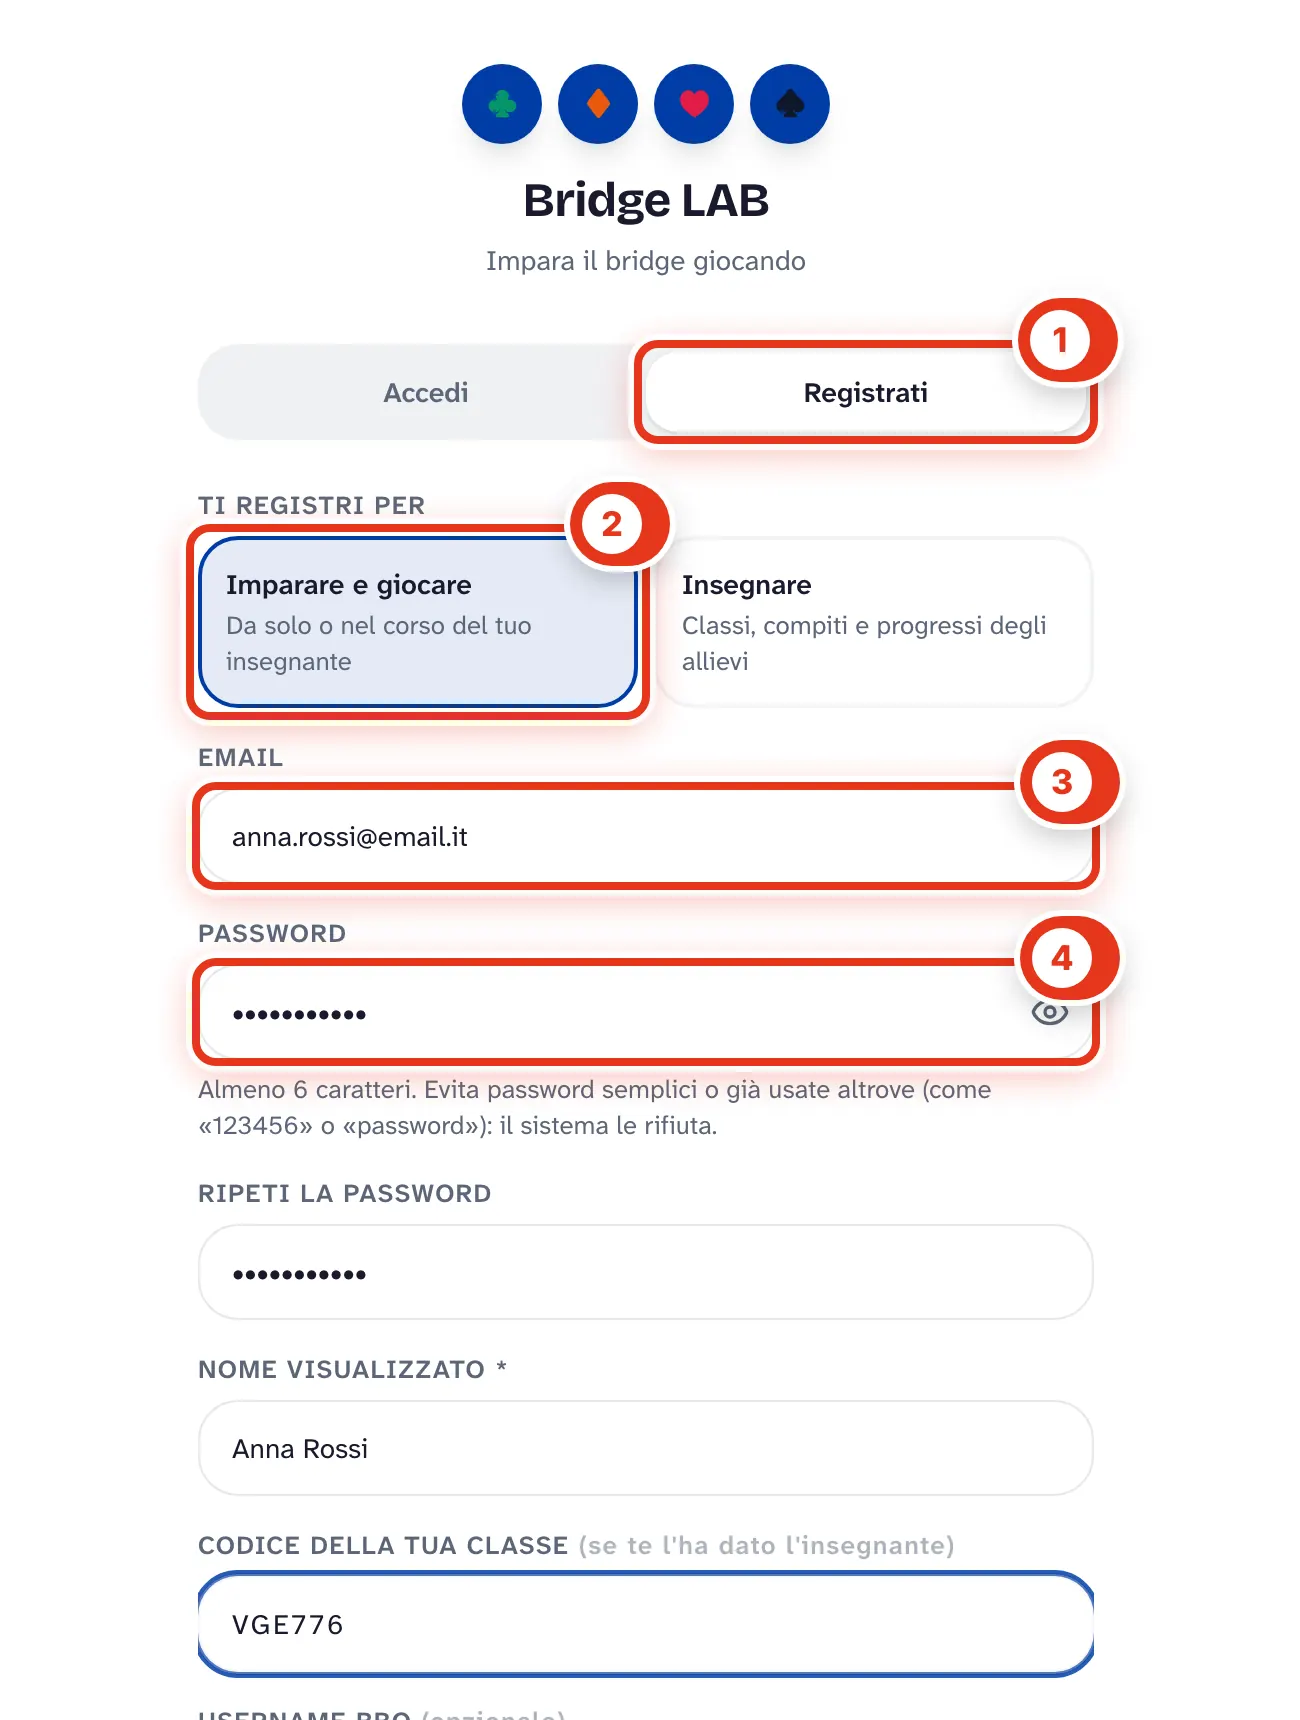 Bridge LAB
Impara il bridge giocando
1
Accedi
Registrati
TI REGISTRI PER
2
Imparare e giocare
Da solo o nel corso del tuo
insegnante
Insegnare
Classi, compiti e progressi degli
allievi
EMAIL
3
anna.rossi@email.it
PASSWORD
4
•••••••••••
Almeno 6 caratteri. Evita password semplici o già usate altrove (come
«123456» o «password»): il sistema le rifiuta.
RIPETI LA PASSWORD
•••••••••••
NOME VISUALIZZATO *
Anna Rossi
CODICE DELLA TUA CLASSE (se te l'ha dato l'insegnante)
VGE776
USERNAME BBO (opzionale)